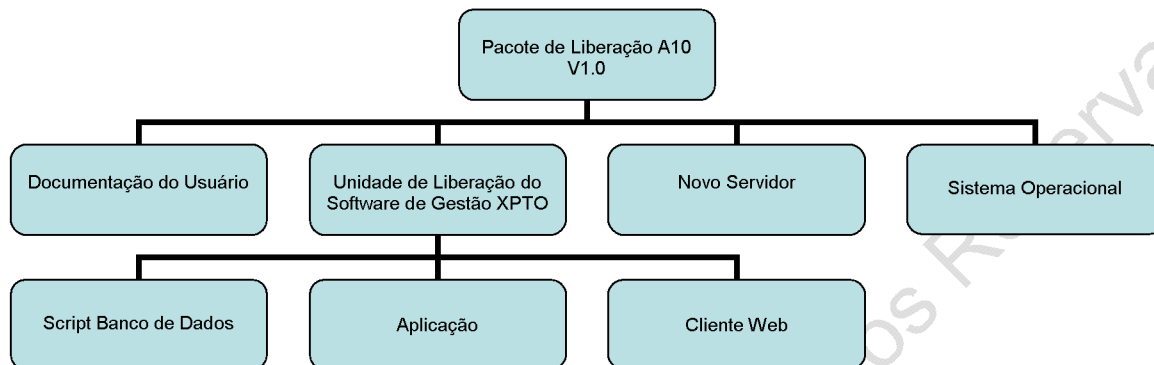 Pacote de Liberação A10
V1.0
Documentação do Usuário
Unidade de Liberação do
Software de Gestão XPTO
Novo Servidor
Sistema Operacional
Script Banco de Dados
Aplicação
Cliente Web